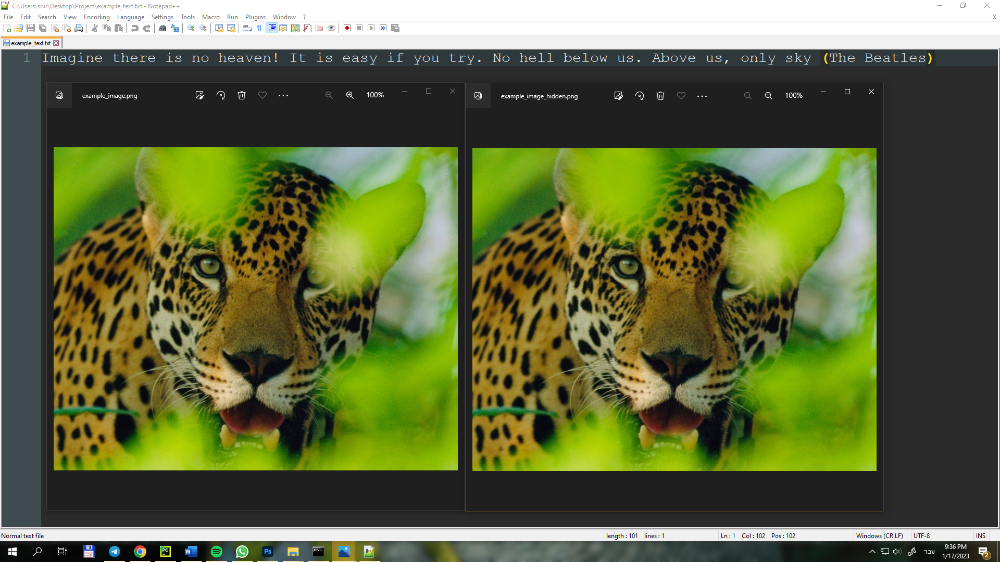 C:\Users\snir\Desktop\Project\example_text.txt - Notepad++
File Edit Search View Encoding Language Settings Tools Macro Run Plugins Window ? X
example_text.txt
1 Imagine there is no heaven! It is easy if you try. No hell below us. Above us, only sky (The Beatles)
example_image.png 100%
example_image_hidden.png 100%
Normal text file length : 101 lines : 1 Ln : 1 Col : 102 Pos : 102 Windows (CR LF) UTF-8 INS
PC W Ps עבר 9:36 PM
1/17/2023 2